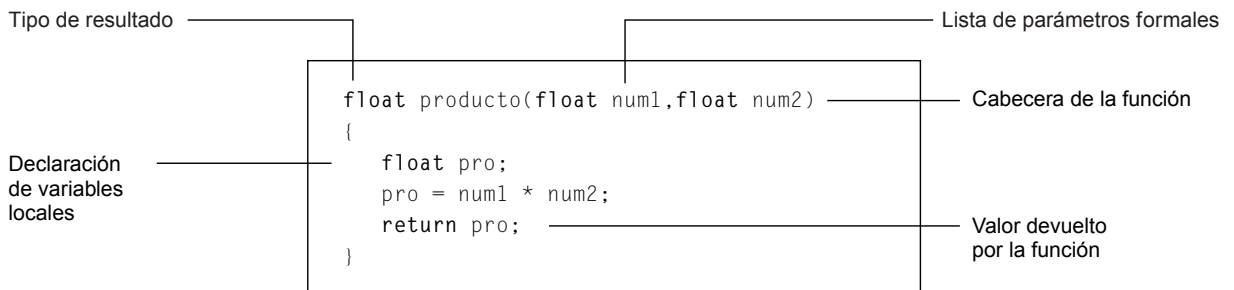 Tipo de resultado
Lista de parámetros formales
float producto(float num1,float num2)
Cabecera de la función
{
Declaración
de variables
locales
float pro;
pro = num1 * num2;
return pro;
Valor devuelto
por la función
}